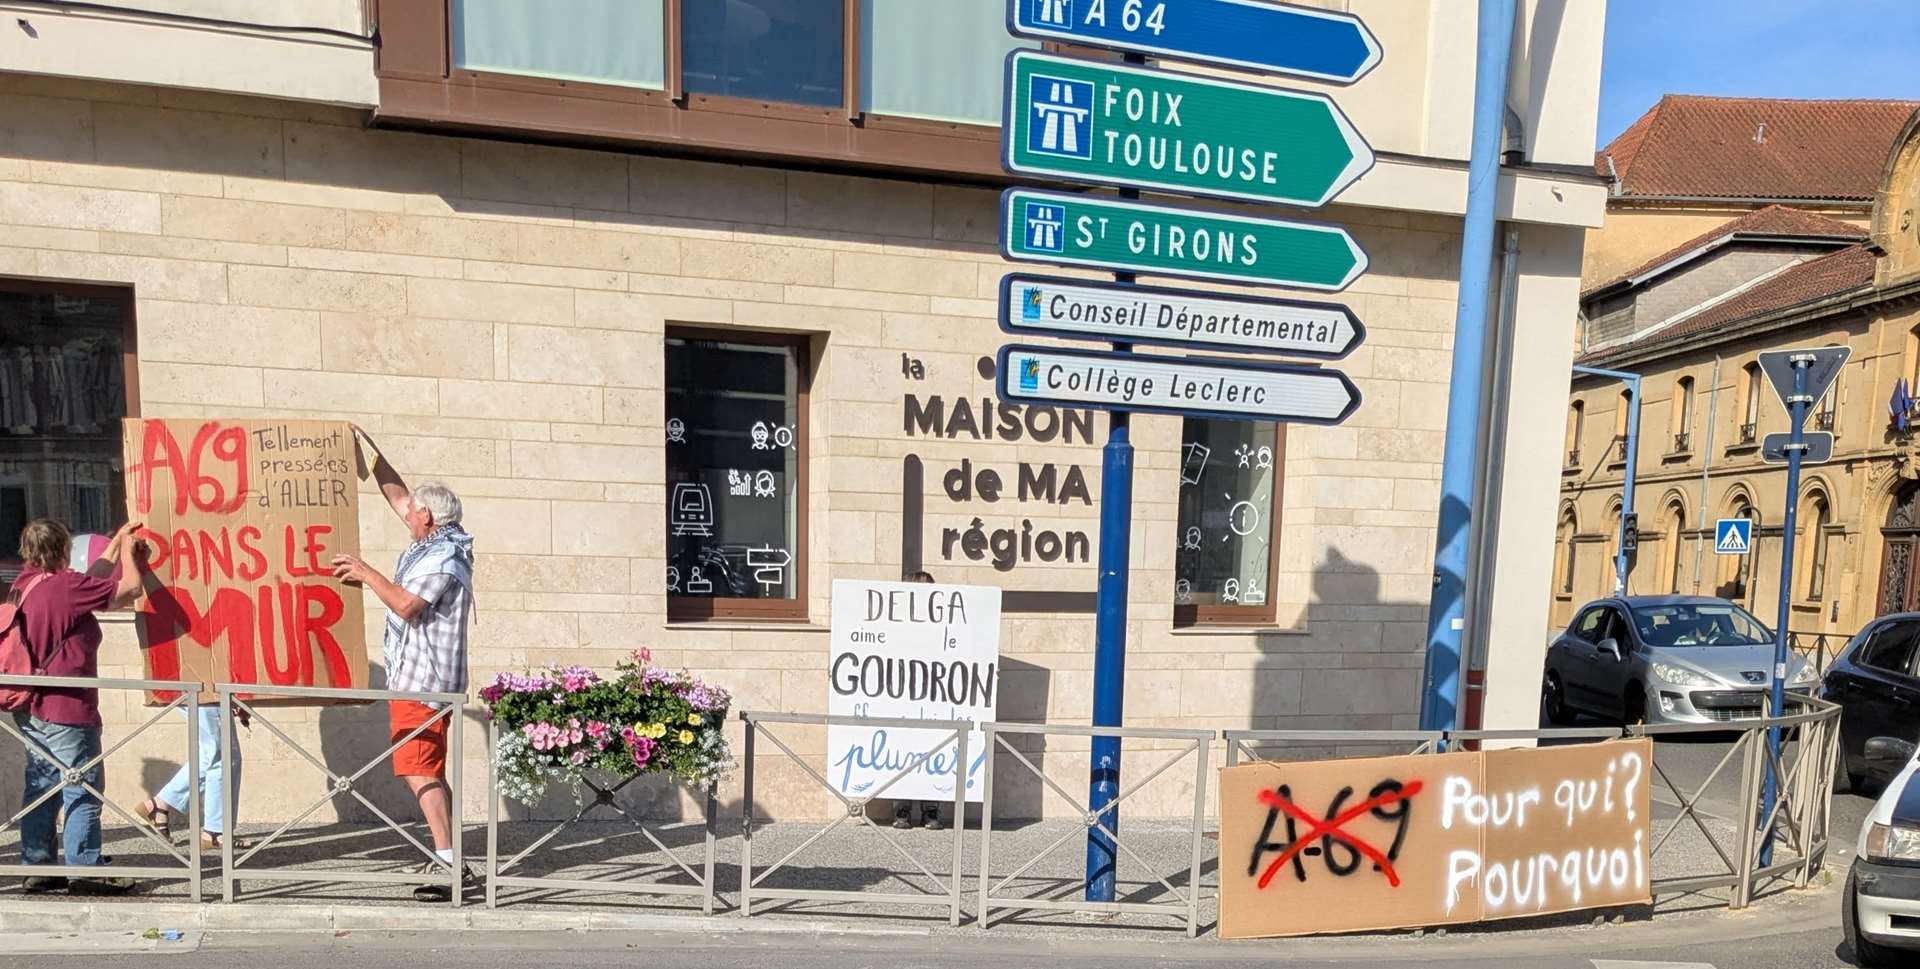 A 64
FOIX
TOULOUSE
ST GIRONS
Conseil Départemental
Collège Leclerc
la
MAISON
de MA
région
A69 Tellement
pressé.e.s
d'ALLER
DANS LE
MUR
DELGA
aime le
GOUDRON
plumes!
A-69 Pour qui?
Pourquoi